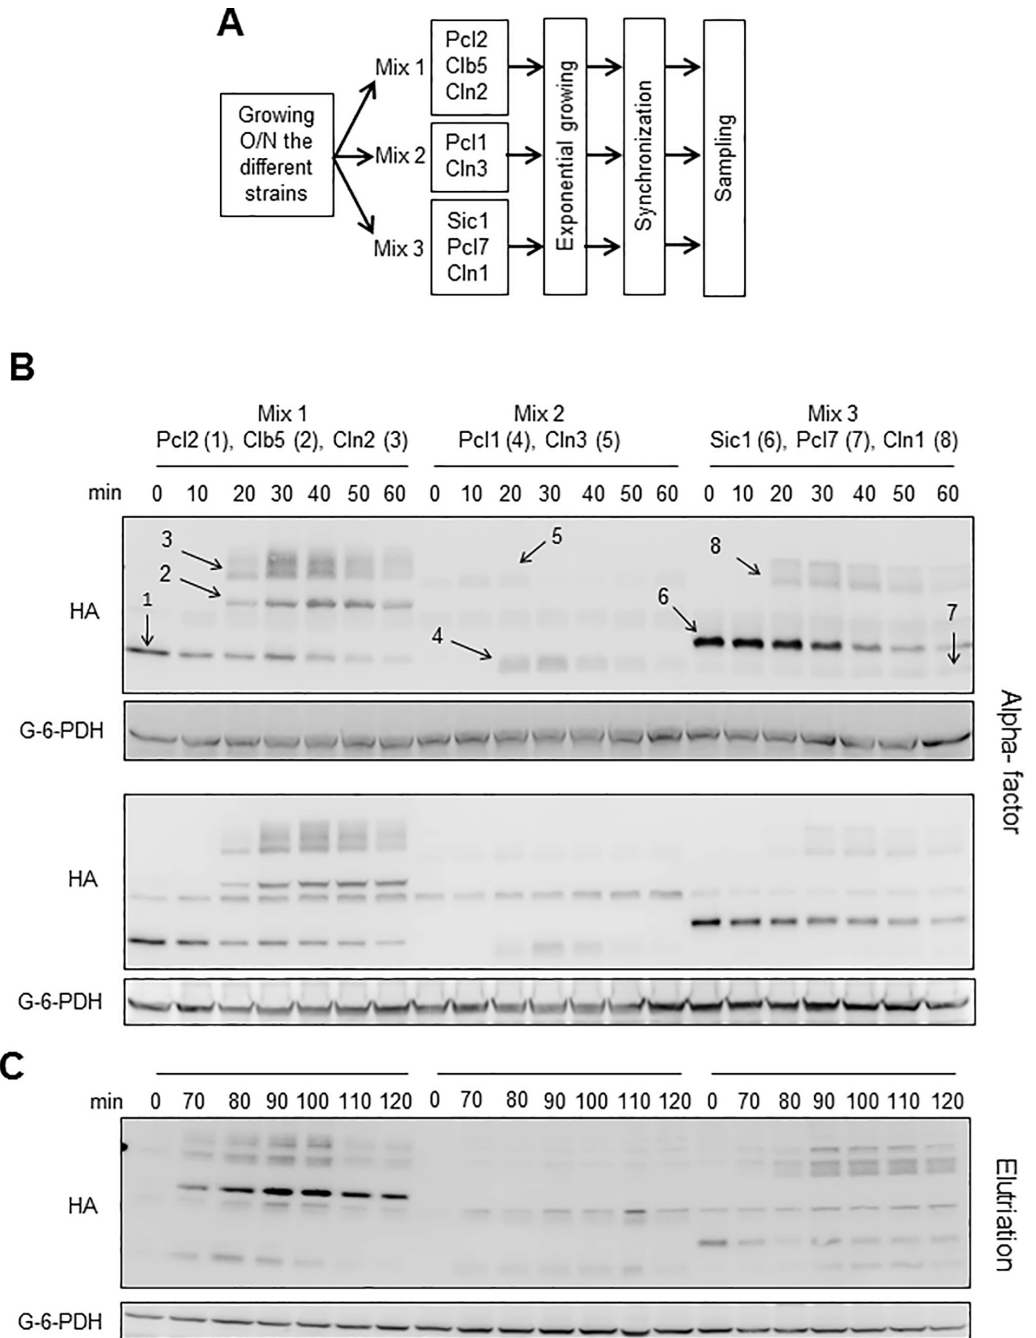 A
Growing
O/N the
different
strains
Mix 1
Pcl2
Clb5
Cln2
Mix 2
Pcl1
Cln3
Mix 3
Sic1
Pcl7
Cln1
Exponential growing
Synchronization
Sampling
B
Mix 1 Mix 2 Mix 3
Pcl2 (1), Clb5 (2), Cln2 (3) Pcl1 (4), Cln3 (5) Sic1 (6), Pcl7 (7), Cln1 (8)
min 0 10 20 30 40 50 60 0 10 20 30 40 50 60 0 10 20 30 40 50 60
3 5 8
2
1 6 7
HA
4
G-6-PDH
HA
G-6-PDH
Alpha- factor
C
min 0 70 80 90 100 110 120 0 70 80 90 100 110 120 0 70 80 90 100 110 120
HA
G-6-PDH
Elutriation